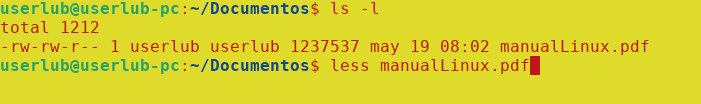 userlub@userlub-pc:~/Documentos$ ls -l
total 1212
-rw-rw-r-- 1 userlub userlub 1237537 may 19 08:02 manualLinux.pdf
userlub@userlub-pc:~/Documentos$ less manualLinux.pdf